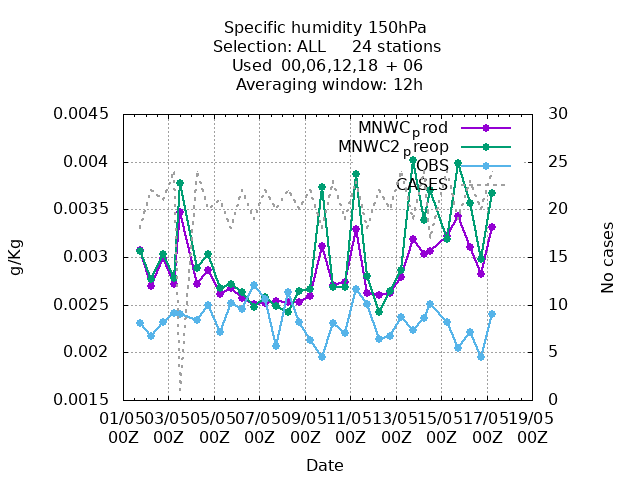 Specific humidity 150hPa
Selection: ALL 24 stations
Used 00,06,12,18 + 06
Averaging window: 12h
0.0045 30
MNWCprod
MNWC2preop
OBS
CASES
0.004 25
0.0035 20
0.003 15
0.0025 10
0.002 5
0.0015 0
g/Kg
No cases
01/05 03/05 05/05 07/05 09/05 11/05 13/05 15/05 17/05 19/05
00Z 00Z 00Z 00Z 00Z 00Z 00Z 00Z 00Z 00Z
Date